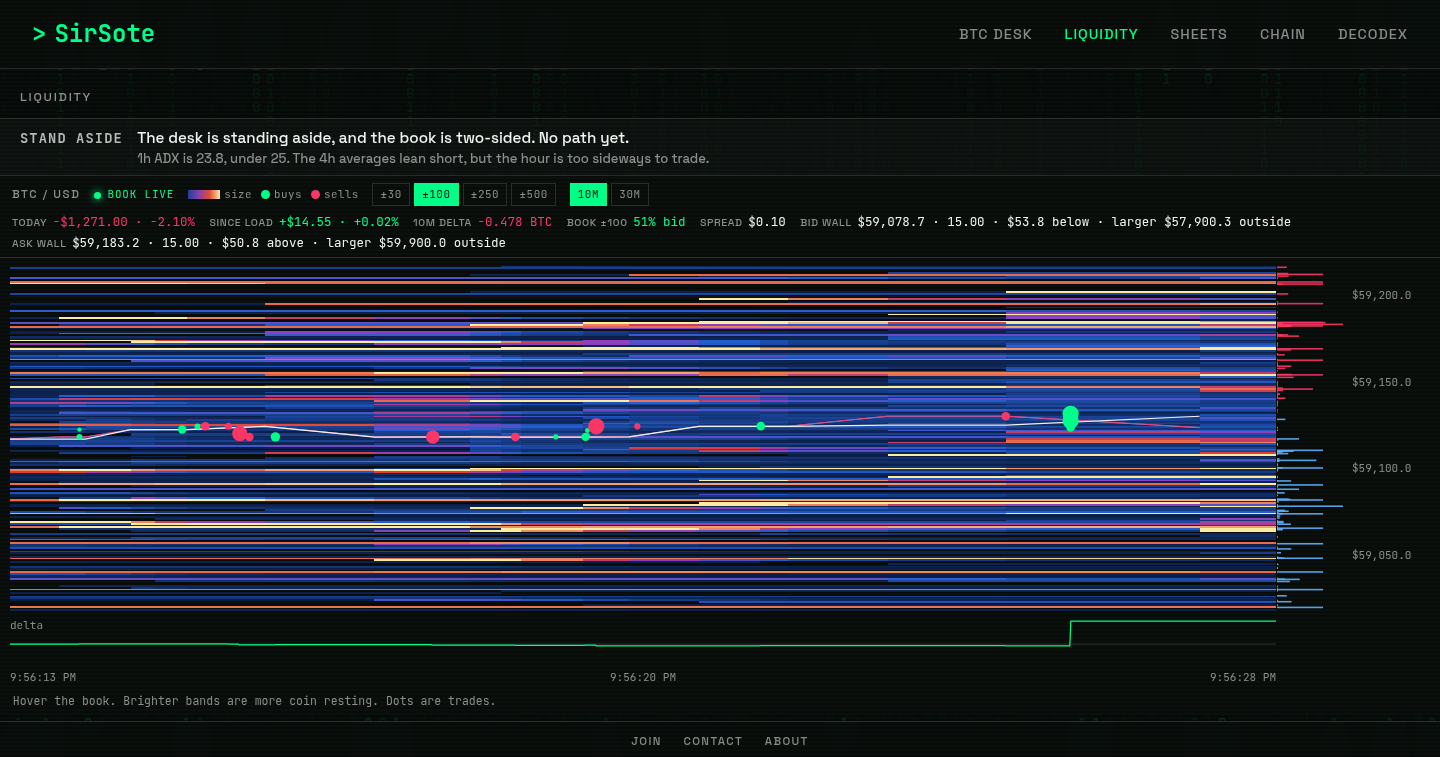 > SirSote
BTC DESK LIQUIDITY SHEETS CHAIN DECODEX
LIQUIDITY
STAND ASIDE The desk is standing aside, and the book is two-sided. No path yet.
1h ADX is 23.8, under 25. The 4h averages lean short, but the hour is too sideways to trade.
BTC / USD BOOK LIVE size buys sells ±30 ±100 ±250 ±500 10M 30M
TODAY -$1,271.00 · -2.10% SINCE LOAD +$14.55 · +0.02% 10M DELTA -0.478 BTC BOOK ±100 51% bid SPREAD $0.10 BID WALL $59,078.7 · 15.00 · $53.8 below · larger $57,900.3 outside
ASK WALL $59,183.2 · 15.00 · $50.8 above · larger $59,900.0 outside
$59,200.0
$59,150.0
$59,100.0
$59,050.0
delta
9:56:13 PM 9:56:20 PM 9:56:28 PM
Hover the book. Brighter bands are more coin resting. Dots are trades.
JOIN CONTACT ABOUT